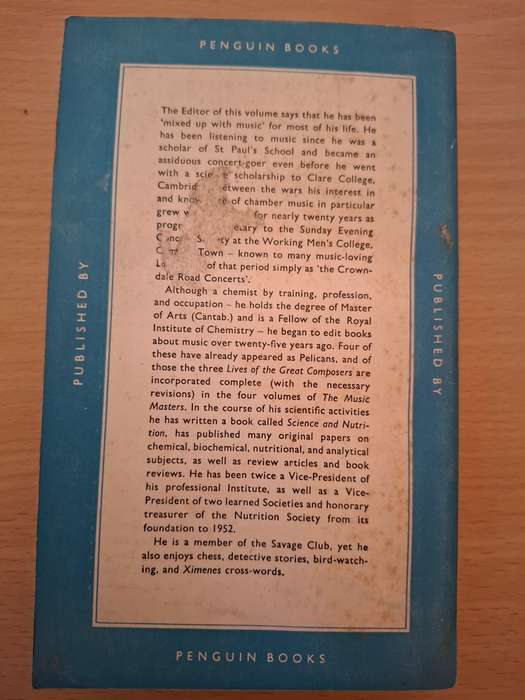 PENGUIN BOOKS
PUBLISHED BY
The Editor of this volume says that he has been
'mixed up with music' for most of his life. He
has been listening to music since he was a
scholar of St Paul's School and became an
assiduous concert-goer even before he went
with a scholarship to Clare College,
Cambrid etween the wars his interest in
and kno e of chamber music in particular
grew w for nearly twenty years as
progr etary to the Sunday Evening
C nc S ty at the Working Men's College,
C Town – known to many music-loving
L of that period simply as 'the Crown-
dale Road Concerts'.
Although a chemist by training, profession,
and occupation – he holds the degree of Master
of Arts (Cantab.) and is a Fellow of the Royal
Institute of Chemistry – he began to edit books
about music over twenty-five years ago. Four of
these have already appeared as Pelicans, and of
those the three Lives of the Great Composers are
incorporated complete (with the necessary
revisions) in the four volumes of The Music
Masters. In the course of his scientific activities
he has written a book called Science and Nutri-
tion, has published many original papers on
chemical, biochemical, nutritional, and analytical
subjects, as well as review articles and book
reviews. He has been twice a Vice-President of
his professional Institute, as well as a Vice-
President of two learned Societies and honorary
treasurer of the Nutrition Society from its
foundation to 1952.
He is a member of the Savage Club, yet he
also enjoys chess, detective stories, bird-watch-
ing, and Ximenes cross-words.
PUBLISHED BY
PENGUIN BOOKS